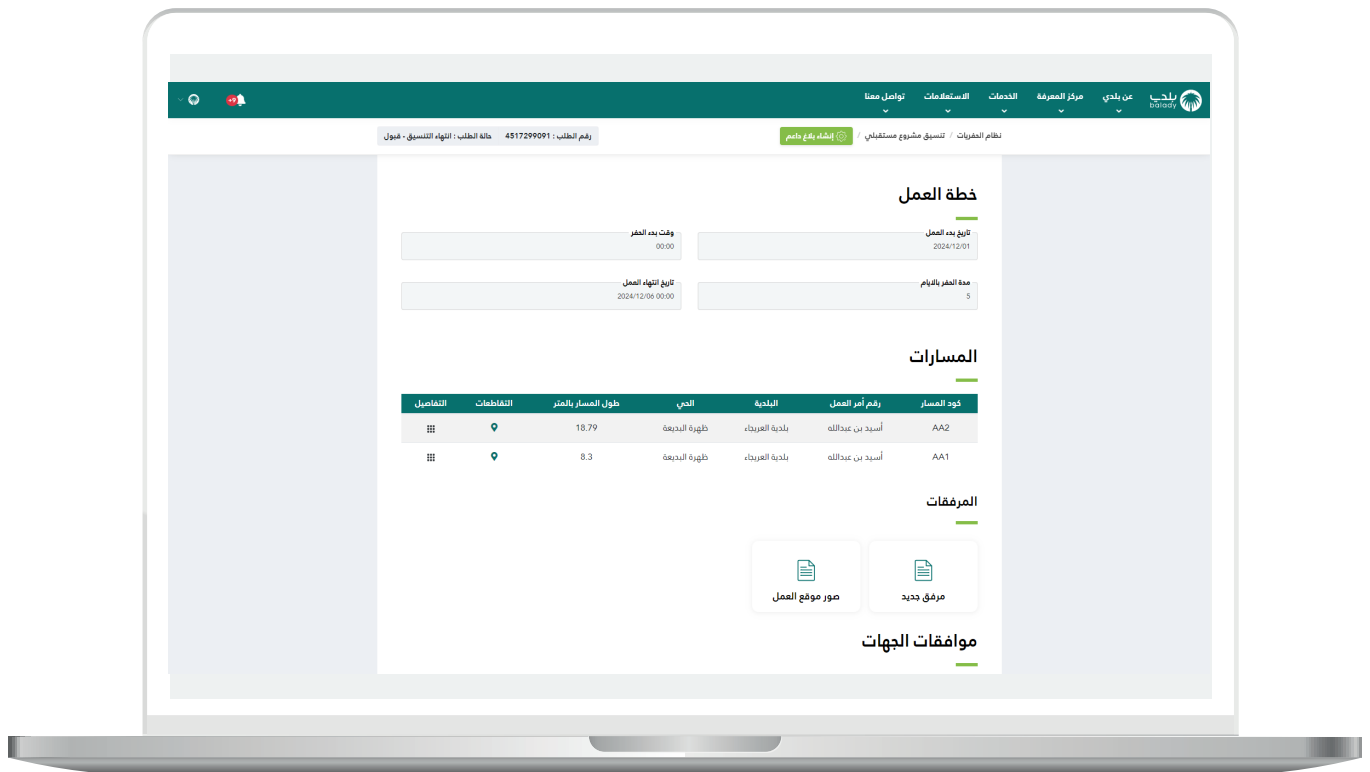 بلدي balady عن بلدي مركز المعرفة الخدمات الاستعلامات تواصل معنا +9
نظام الحفريات / تنسيق مشروع مستقبلي / إنشاء بلاغ داعم رقم الطلب : 4517299091 حالة الطلب : انتهاء التنسيق - قبول
خطة العمل
تاريخ بدء العمل وقت بدء الحفر
2024/12/01 00:00
مدة الحفر بالايام تاريخ انتهاء العمل
5 2024/12/06 00:00
المسارات
كود المسار رقم أمر العمل البلدية الحي طول المسار بالمتر التقاطعات التفاصيل
AA2 أسيد بن عبدالله بلدية العريجاء ظهرة البديعة 18.79
AA1 أسيد بن عبدالله بلدية العريجاء ظهرة البديعة 8.3
المرفقات
مرفق جديد صور موقع العمل
موافقات الجهات